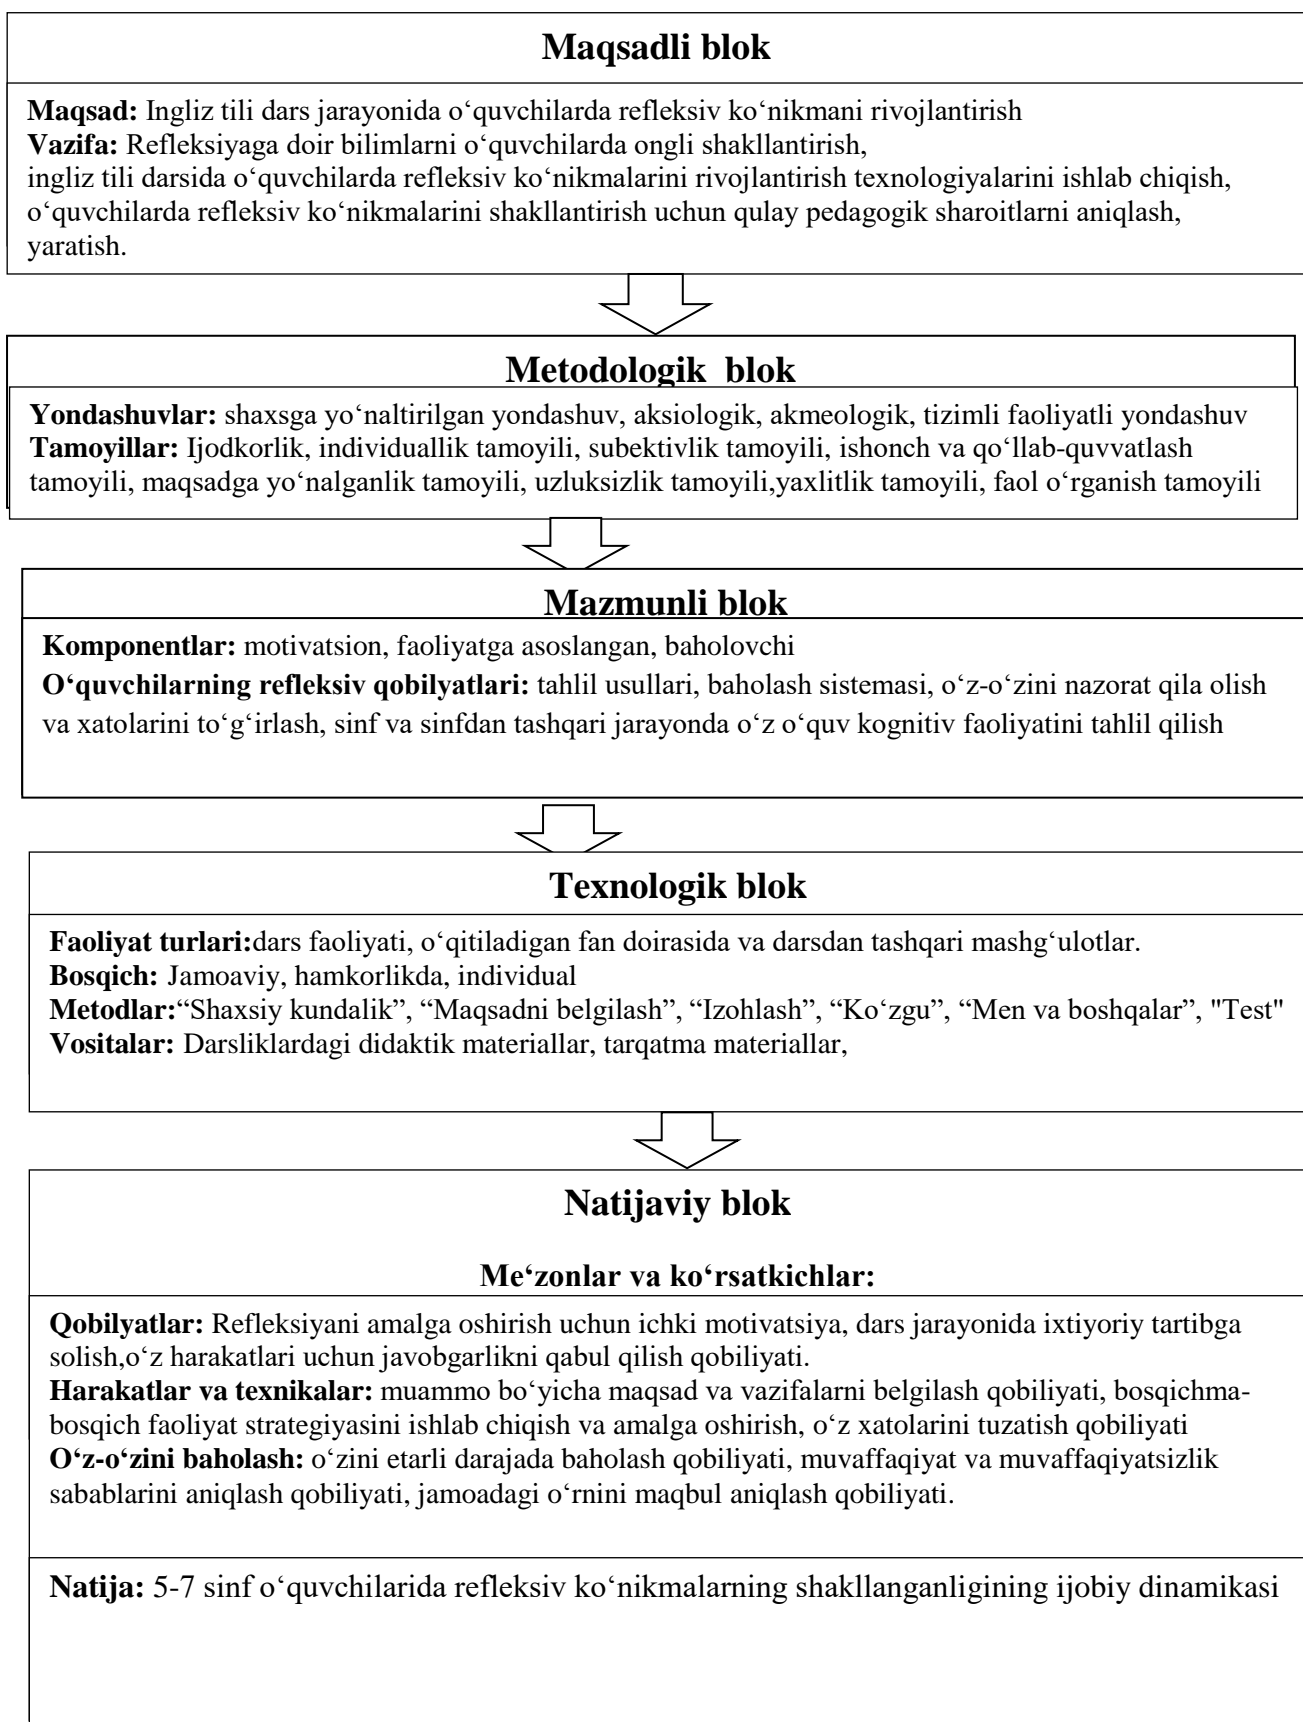 Maqsadli blok
Maqsad: Ingliz tili dars jarayonida o‘quvchilarda refleksiv ko‘nikmani rivojlantirish
Vazifa: Refleksiyaga doir bilimlarni o‘quvchilarda ongli shakllantirish,
ingliz tili darsida o‘quvchilarda refleksiv ko‘nikmalarini rivojlantirish texnologiyalarini ishlab chiqish,
o‘quvchilarda refleksiv ko‘nikmalarini shakllantirish uchun qulay pedagogik sharoitlarni aniqlash,
yaratish.
Metodologik  blok
Yondashuvlar: shaxsga yo‘naltirilgan yondashuv, aksiologik, akmeologik, tizimli faoliyatli yondashuv
Tamoyillar: Ijodkorlik, individuallik tamoyili, subektivlik tamoyili, ishonch va qo‘llab-quvvatlash
tamoyili, maqsadga yo‘nalganlik tamoyili, uzluksizlik tamoyili,yaxlitlik tamoyili, faol o‘rganish tamoyili
Mazmunli blok
Komponentlar: motivatsion, faoliyatga asoslangan, baholovchi
O‘quvchilarning refleksiv qobilyatlari: tahlil usullari, baholash sistemasi, o‘z-o‘zini nazorat qila olish
va xatolarini to‘g‘irlash, sinf va sinfdan tashqari jarayonda o‘z o‘quv kognitiv faoliyatini tahlil qilish
Texnologik blok
Faoliyat turlari:dars faoliyati, o‘qitiladigan fan doirasida va darsdan tashqari mashg‘ulotlar.
Bosqich: Jamoaviy, hamkorlikda, individual
Metodlar:“Shaxsiy kundalik”, “Maqsadni belgilash”, “Izohlash”, “Ko‘zgu”, “Men va boshqalar”, "Test"
Vositalar: Darsliklardagi didaktik materiallar, tarqatma materiallar,
Natijaviy blok
Me‘zonlar va ko‘rsatkichlar:
Qobilyatlar: Refleksiyani amalga oshirish uchun ichki motivatsiya, dars jarayonida ixtiyoriy tartibga
solish,o‘z harakatlari uchun javobgarlikni qabul qilish qobiliyati.
Harakatlar va texnikalar: muammo bo‘yicha maqsad va vazifalarni belgilash qobiliyati, bosqichma-
bosqich faoliyat strategiyasini ishlab chiqish va amalga oshirish, o‘z xatolarini tuzatish qobiliyati
O‘z-o‘zini baholash: o‘zini etarli darajada baholash qobiliyati, muvaffaqiyat va muvaffaqiyatsizlik
sabablarini aniqlash qobiliyati, jamoadagi o‘rnini maqbul aniqlash qobiliyati.
Natija: 5-7 sinf o‘quvchilarida refleksiv ko‘nikmalarning shakllanganligining ijobiy dinamikasi